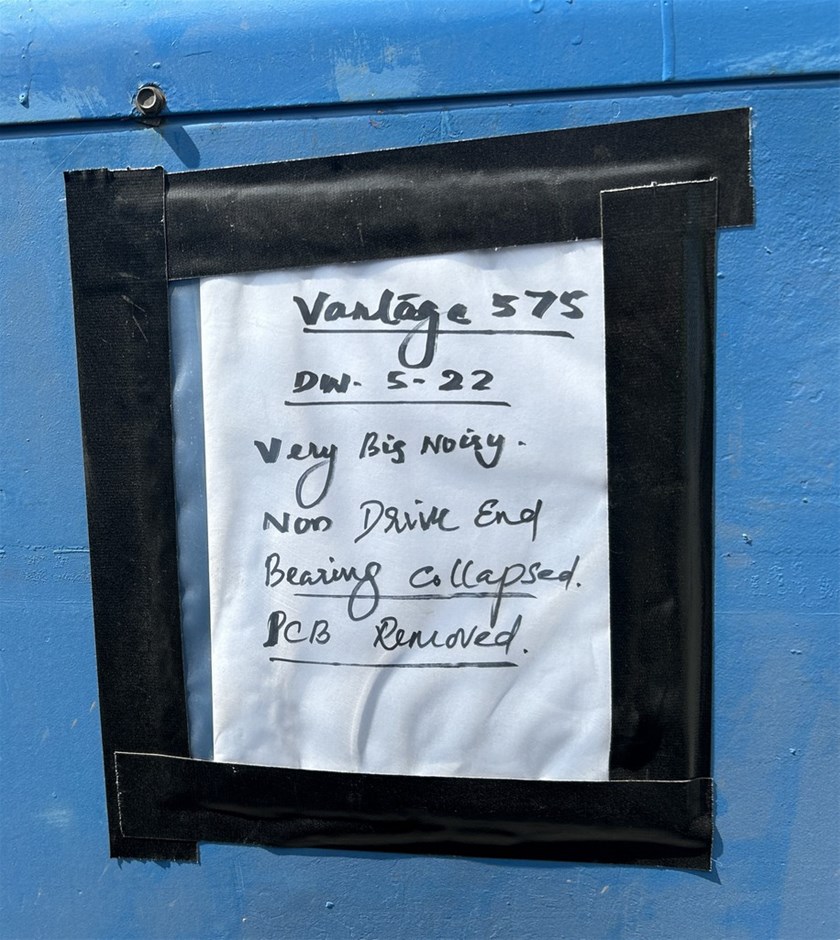 Vantage 575
DW- 5-22
Very Big Noisy.
Non Drive End
Bearing Collapsed.
PCB Removed.